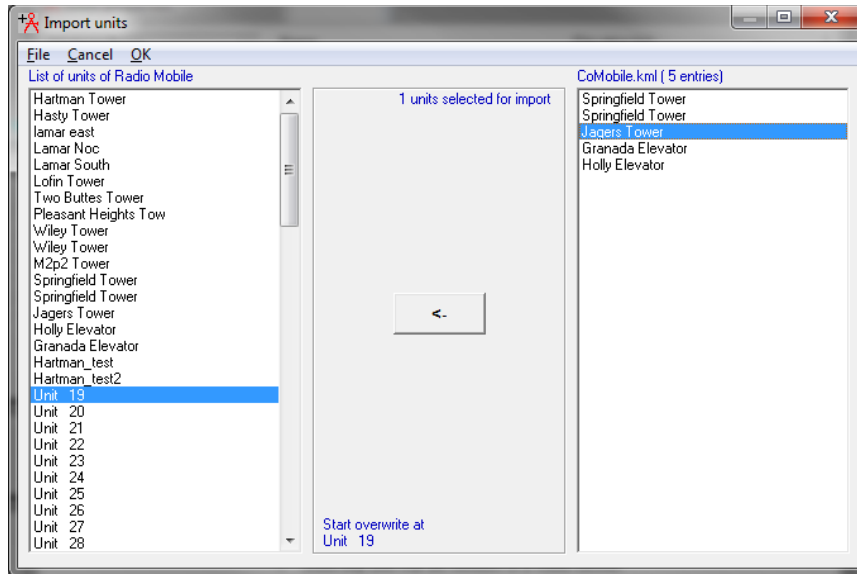 Import units
File Cancel OK
List of units of Radio Mobile
Hartman Tower
Hasty Tower
lamar east
Lamar Noc
Lamar South
Lofin Tower
Two Buttes Tower
Pleasant Heights Tow
Wiley Tower
Wiley Tower
M2p2 Tower
Springfield Tower
Springfield Tower
Jagers Tower
Holly Elevator
Granada Elevator
Hartman_test
Hartman_test2
Unit 19
Unit 20
Unit 21
Unit 22
Unit 23
Unit 24
Unit 25
Unit 26
Unit 27
Unit 28
1 units selected for import
<-
Start overwrite at
Unit 19
CoMobile.kml ( 5 entries)
Springfield Tower
Springfield Tower
Jagers Tower
Granada Elevator
Holly Elevator